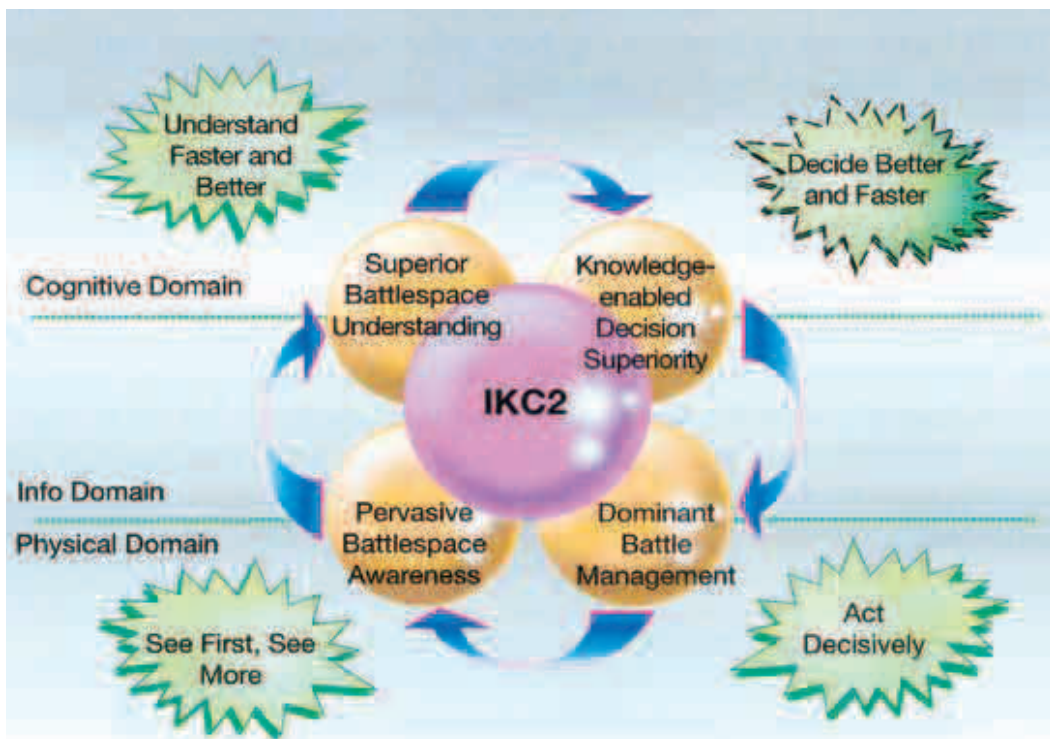 Understand
Faster and
Better
Decide Better
and Faster
Cognitive Domain
Superior
Battlespace
Understanding
Knowledge-
enabled
Decision
Superiority
IKC2
Info Domain
Physical Domain
Pervasive
Battlespace
Awareness
Dominant
Battle
Management
See First, See
More
Act
Decisively